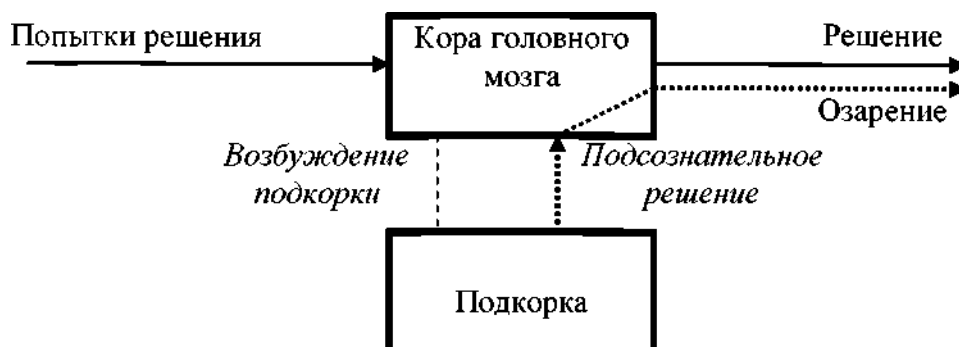 Попытки решения
Кора головного
мозга
Решение
Озарение
Возбуждение
подкорки
Подсознательное
решение
Подкорка